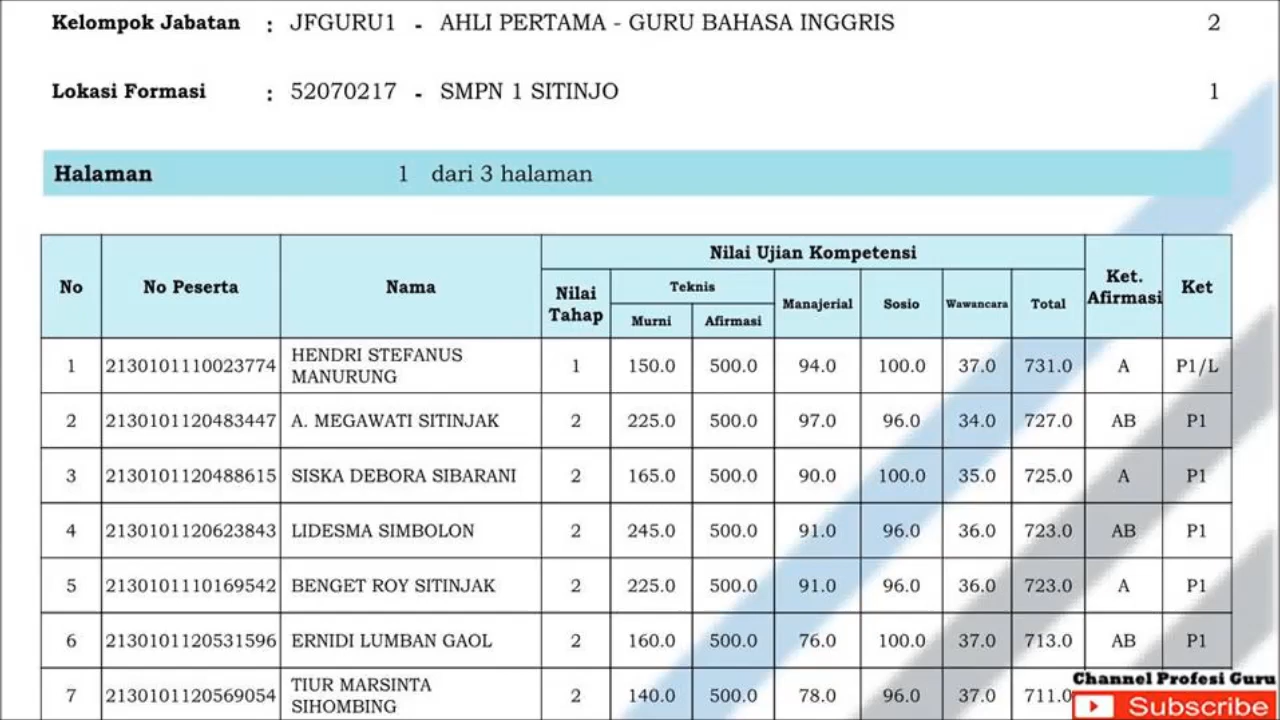 Kelompok Jabatan : JFGURU1 - AHLI PERTAMA - GURU BAHASA INGGRIS 2
Lokasi Formasi : 52070217 - SMPN 1 SITINJO 1
Halaman 1 dari 3 halaman
No No Peserta Nama Nilai Tahap Nilai Ujian Kompetensi Ket. Afirmasi Ket
Teknis Manajerial Sosio Wawancara Total
Murni Afirmasi
1 2130101110023774 HENDRI STEFANUS MANURUNG 1 150.0 500.0 94.0 100.0 37.0 731.0 A P1/L
2 2130101120483447 A. MEGAWATI SITINJAK 2 225.0 500.0 97.0 96.0 34.0 727.0 AB P1
3 2130101120488615 SISKA DEBORA SIBARANI 2 165.0 500.0 90.0 100.0 35.0 725.0 A P1
4 2130101120623843 LIDESMA SIMBOLON 2 245.0 500.0 91.0 96.0 36.0 723.0 AB P1
5 2130101110169542 BENGET ROY SITINJAK 2 225.0 500.0 91.0 96.0 36.0 723.0 A P1
6 2130101120531596 ERNIDI LUMBAN GAOL 2 160.0 500.0 76.0 100.0 37.0 713.0 AB P1
7 2130101120569054 TIUR MARSINTA SIHOMBING 2 140.0 500.0 78.0 96.0 37.0 711.0
Channel Profesi Guru
Subscribe